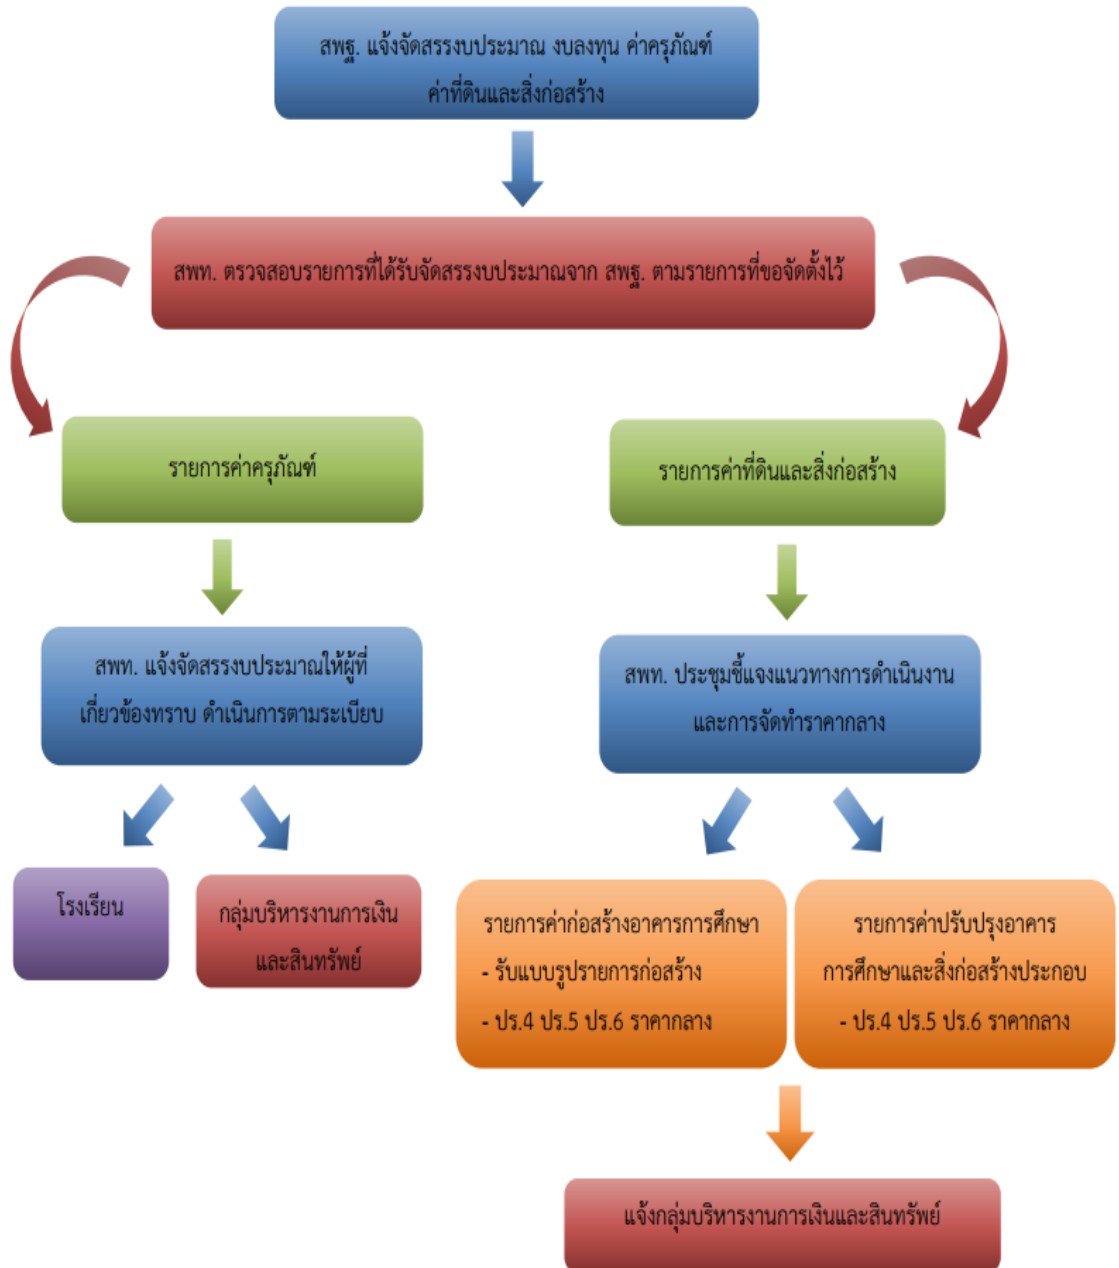 สพฐ. แจ้งจัดสรรงบประมาณ งบลงทุน ค่าครุภัณฑ์
ค่าที่ดินและสิ่งก่อสร้าง
สพท. ตรวจสอบรายการที่ได้รับจัดสรรงบประมาณจาก สพฐ. ตามรายการที่ขอจัดตั้งไว้
รายการค่าครุภัณฑ์
รายการค่าที่ดินและสิ่งก่อสร้าง
สพท. แจ้งจัดสรรงบประมาณให้ผู้ที่
เกี่ยวข้องทราบ ดำเนินการตามระเบียบ
สพท. ประชุมชี้แจงแนวทางการดำเนินงาน
และการจัดทำราคากลาง
โรงเรียน
กลุ่มบริหารงานการเงิน
และสินทรัพย์
รายการค่าก่อสร้างอาคารการศึกษา
- รับแบบรูปรายการก่อสร้าง
- ปร.4 ปร.5 ปร.6 ราคากลาง
รายการค่าปรับปรุงอาคาร
การศึกษาและสิ่งก่อสร้างประกอบ
- ปร.4 ปร.5 ปร.6 ราคากลาง
แจ้งกลุ่มบริหารงานการเงินและสินทรัพย์